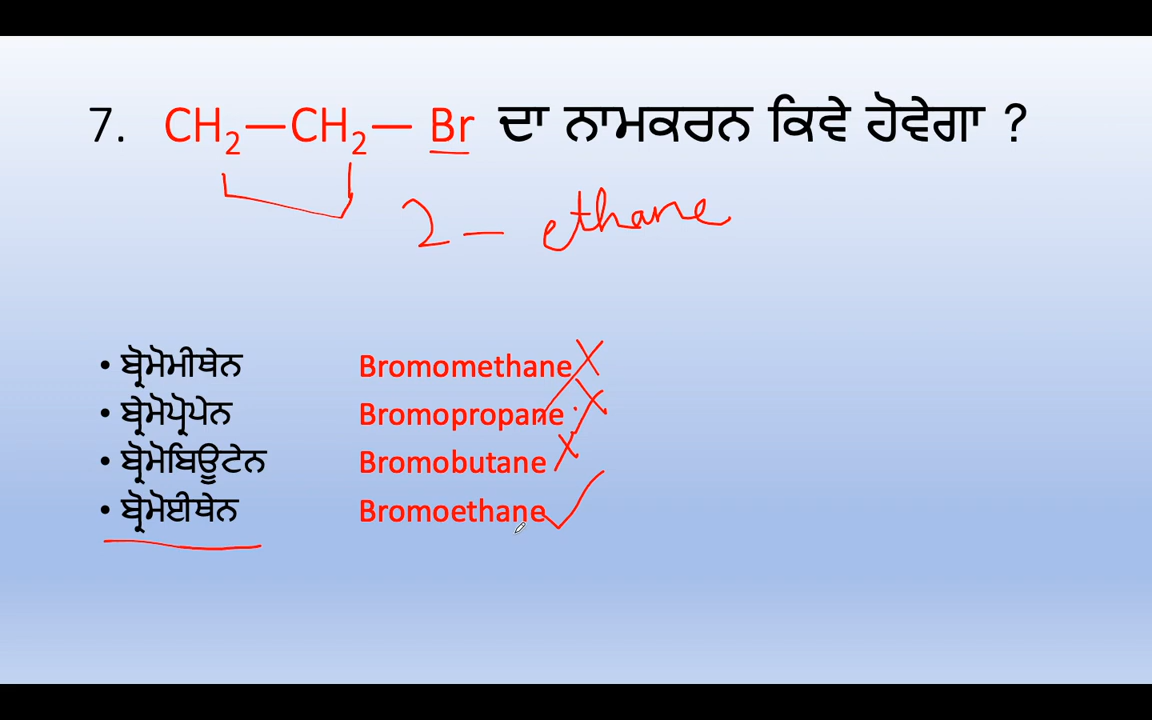 7. CH₂—CH₂— Br ਦਾ ਨਾਮਕਰਨ ਕਿਵੇ ਹੋਵੇਗਾ ?
2 — ethane
• ਬ੍ਰੋਮੋਮੀਥੇਨ Bromomethane X
• ਬ੍ਰੇਮੋਪ੍ਰੋਪੇਨ Bromopropane X
• ਬ੍ਰੋਮੋਬਿਊਟੇਨ Bromobutane X
• ਬ੍ਰੋਮੋਈਥੇਨ Bromoethane ✓